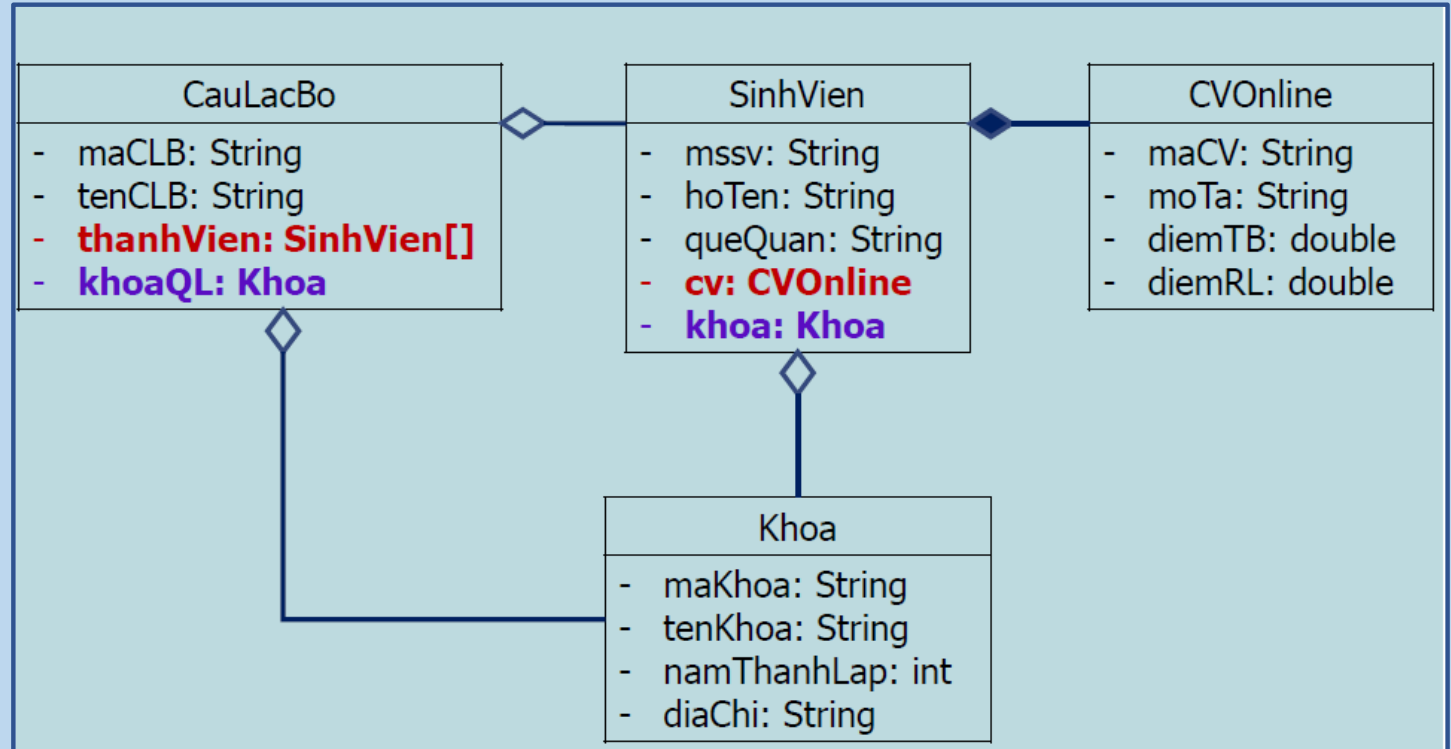 CauLacBo
- maCLB: String
- tenCLB: String
- thanhVien: SinhVien[]
- khoaQL: Khoa
SinhVien
- mssv: String
- hoTen: String
- queQuan: String
- cv: CVOnline
- khoa: Khoa
CVOnline
- maCV: String
- moTa: String
- diemTB: double
- diemRL: double
Khoa
- maKhoa: String
- tenKhoa: String
- namThanhLap: int
- diaChi: String